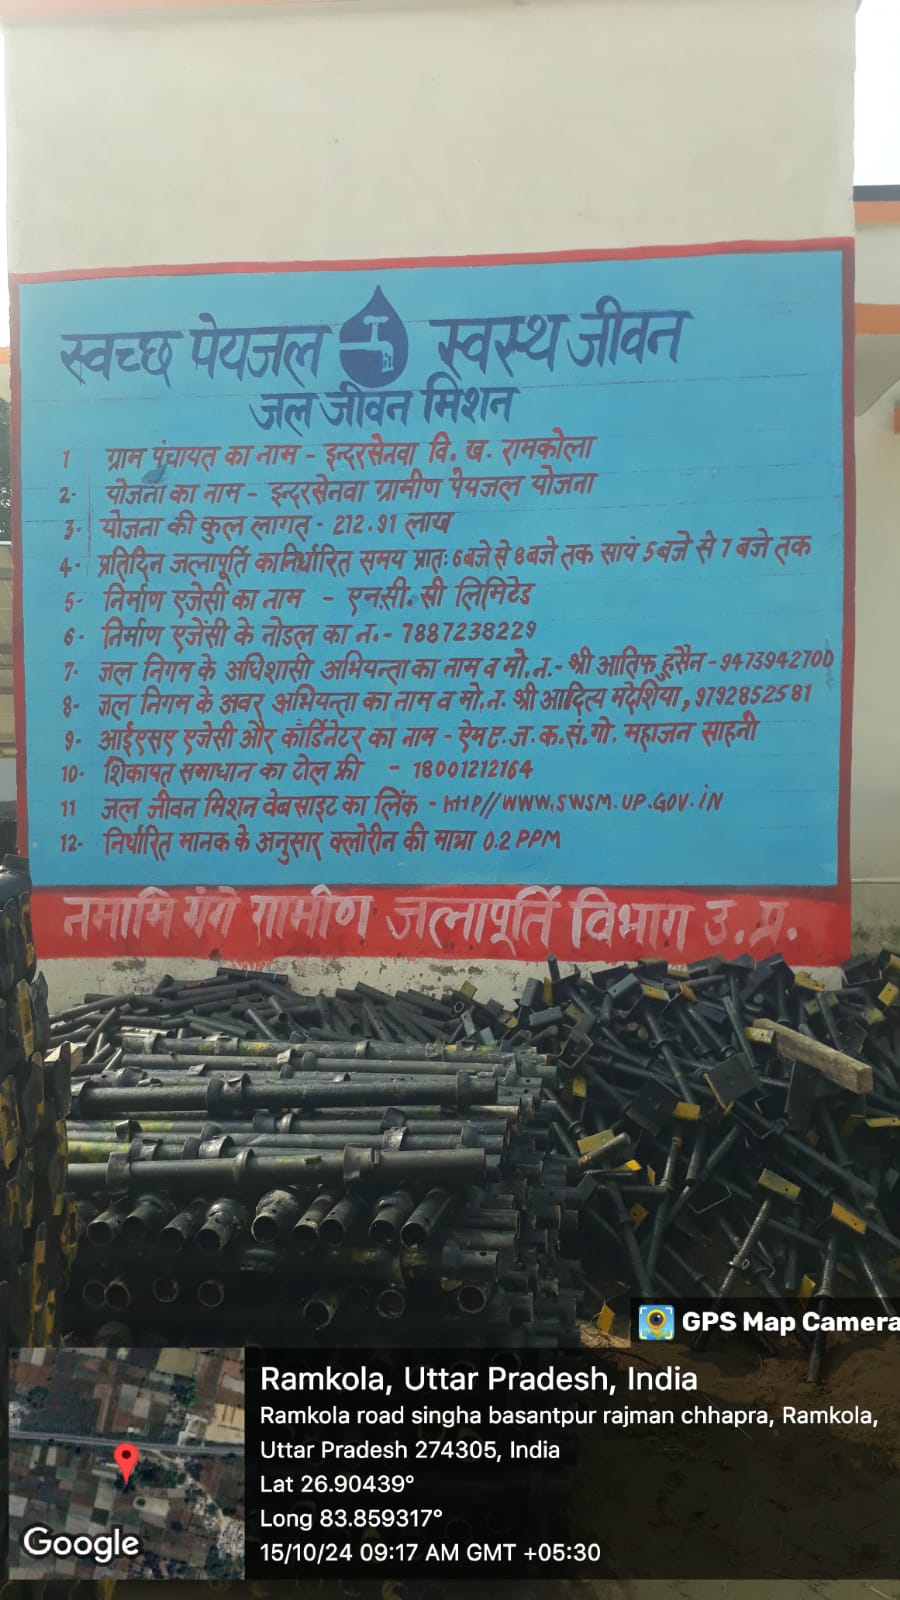 स्वच्छ पेयजल स्वस्थ जीवन
जल जीवन मिशन
1 ग्राम पंचायत का नाम - इन्दरसेनवा वि. ख. रामकोला
2- योजना का नाम - इन्दरसेनवा ग्रामीण पेयजल योजना
3- योजना की कुल लागत - 212.91 लाख
4- प्रतिदिन जलापूर्ति का निर्धारित समय प्रातः 6 बजे से 8 बजे तक सायं 5 बजे से 7 बजे तक
5- निर्माण एजेसी का नाम - एन.सी. सी लिमिटेड
6- निर्माण एजेंसी के नोडल का न.- 7887238229
7- जल निगम के अधिशासी अभियन्ता का नाम व मो.न.- श्री आतिफ हुसैन - 9473942700
8- जल निगम के अवर अभियन्ता का नाम व मो.न. श्री आदित्य मदेशिया, 9792852581
9- आईएसए एजेसी और कॉर्डिनेटर का नाम - ऐमए. ज. क. सं. गो. महाजन साहनी
10- शिकायत समाधान का टोल फ्री - 18001212164
11 जल जीवन मिशन वेबसाइट का लिंक - HTTP//WWW.SWSM.UP.GOV.iN
12- निर्धारित मानक के अनुसार क्लोरीन की मात्रा 0.2 PPM
नमामि गंगे ग्रामीण जलापूर्ति विभाग उ.प्र.
GPS Map Camera
Ramkola, Uttar Pradesh, India
Ramkola road singha basantpur rajman chhapra, Ramkola,
Uttar Pradesh 274305, India
Lat 26.90439°
Long 83.859317°
15/10/24 09:17 AM GMT +05:30
Google